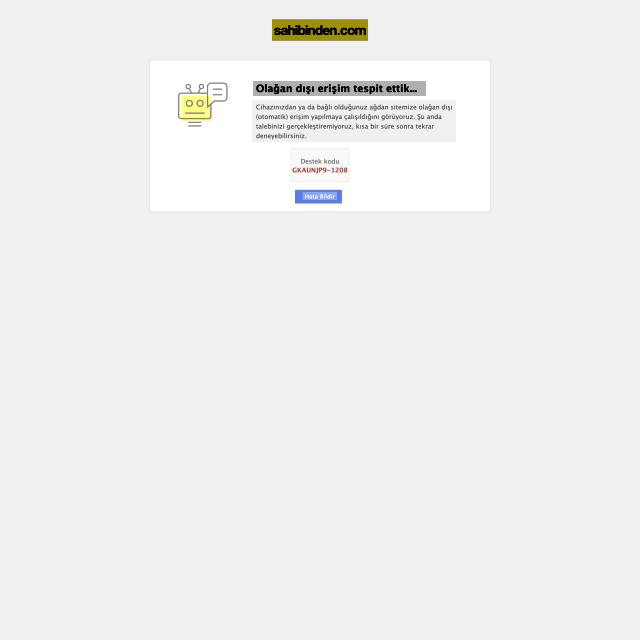 sahibinden.com
Olağan dışı erişim tespit ettik...
Cihazınızdan ya da bağlı olduğunuz ağdan sitemize olağan dışı
(otomatik) erişim yapılmaya çalışıldığını görüyoruz. Şu anda
talebinizi gerçekleştiremiyoruz, kısa bir süre sonra tekrar
deneyebilirsiniz.
Destek kodu
GKAUNJP9-1208
Hata Bildir